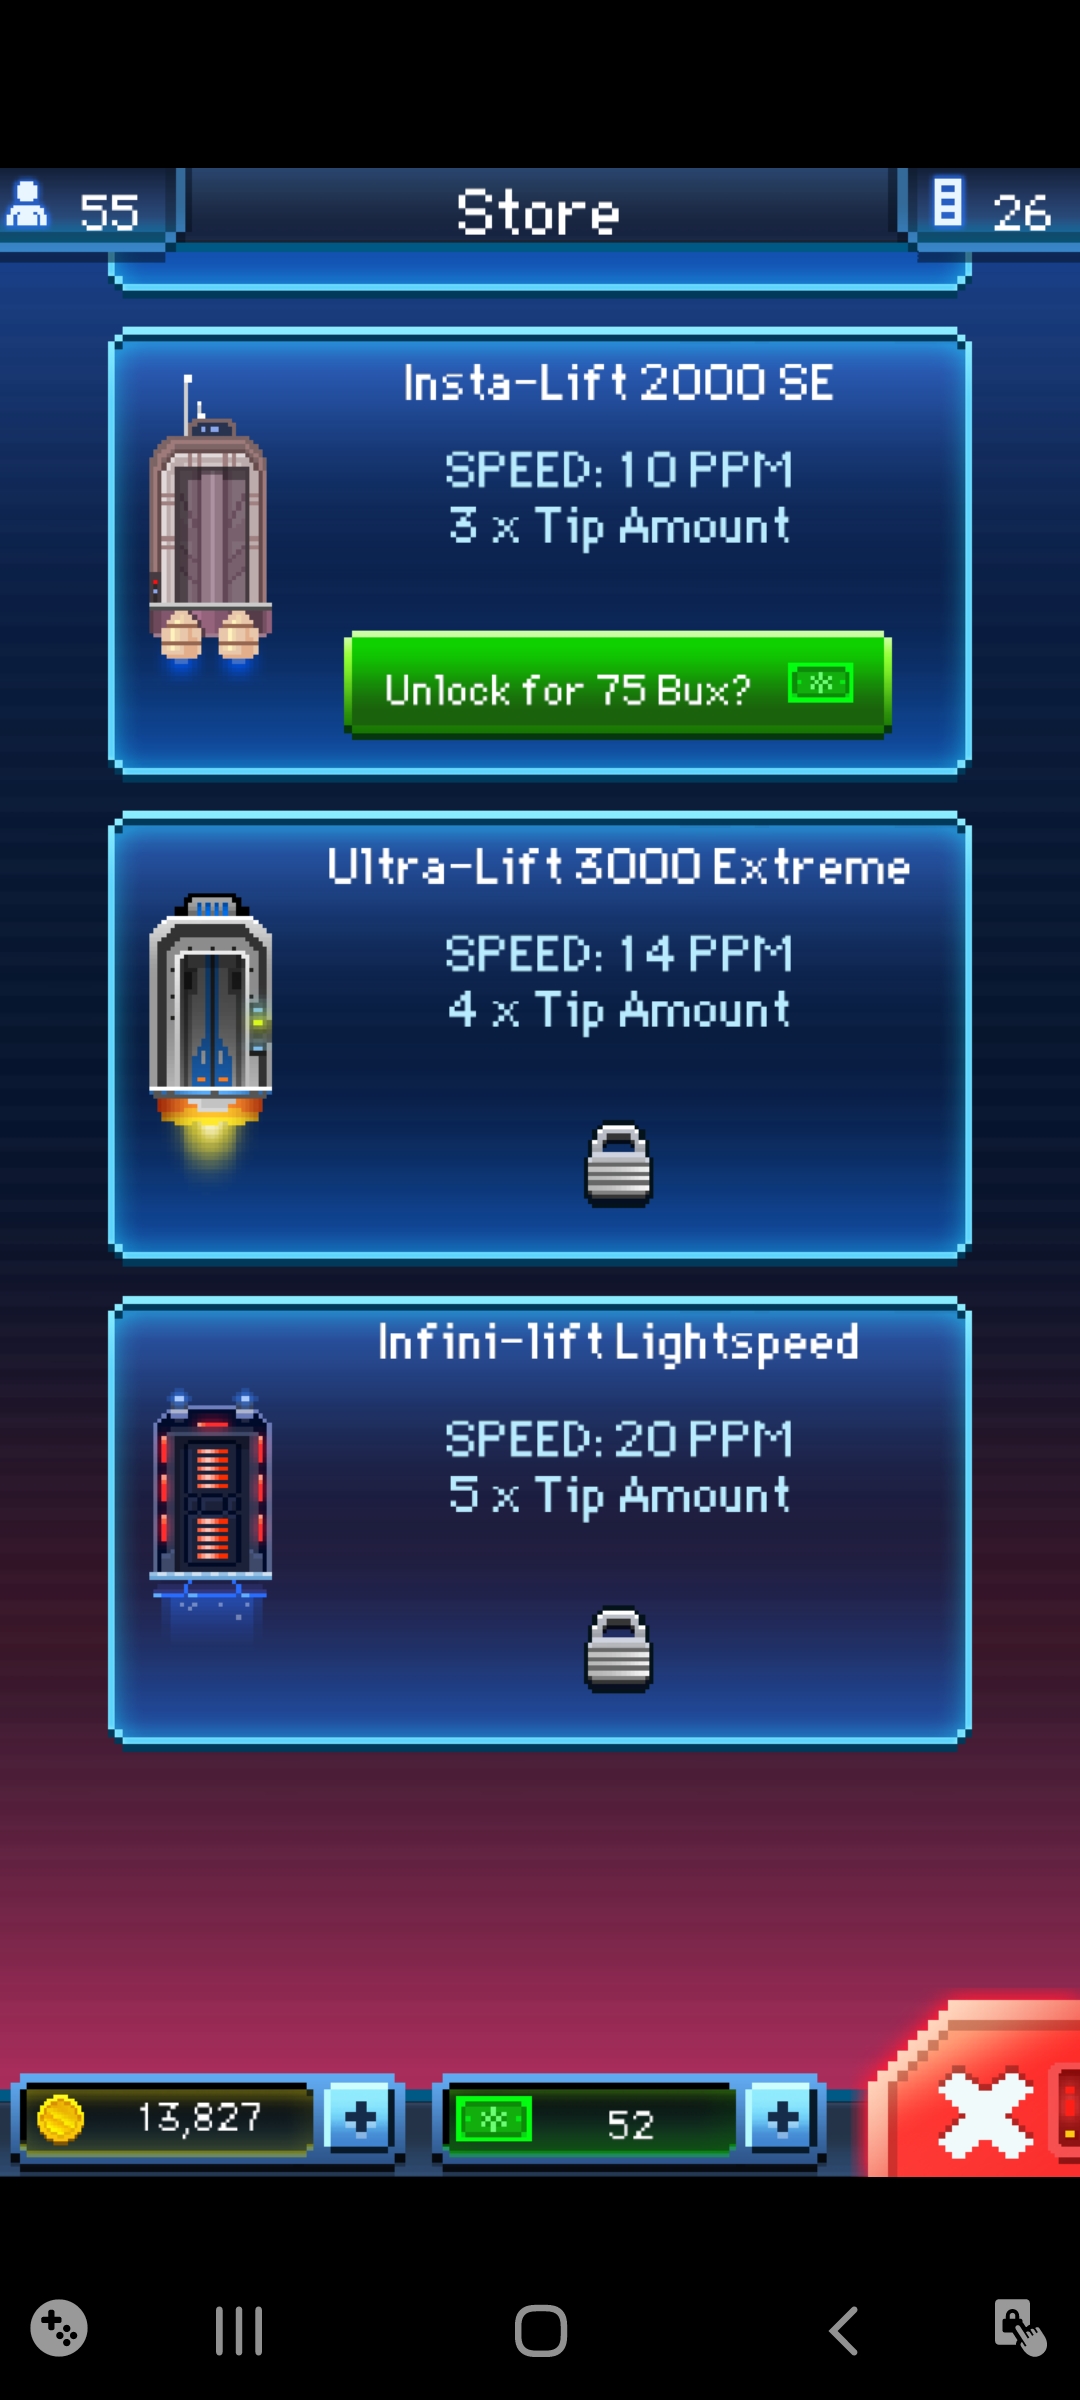 55
Store
26
Insta-Lift 2000 SE
SPEED: 10 PPM
3 x Tip Amount
Unlock for 75 Bux?
Ultra-Lift 3000 Extreme
SPEED: 14 PPM
4 x Tip Amount
Infini-lift Lightspeed
SPEED: 20 PPM
5 x Tip Amount
13,827
52